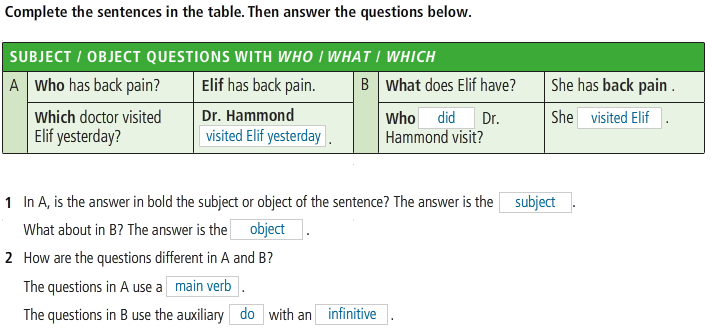 Complete the sentences in the table. Then answer the questions below.
SUBJECT / OBJECT QUESTIONS WITH WHO / WHAT / WHICH
A Who has back pain? Elif has back pain. B What does Elif have? She has back pain .
Which doctor visited Elif yesterday? Dr. Hammond visited Elif yesterday . Who did Dr. Hammond visit? She visited Elif .
1 In A, is the answer in bold the subject or object of the sentence? The answer is the subject .
What about in B? The answer is the object .
2 How are the questions different in A and B?
The questions in A use a main verb .
The questions in B use the auxiliary do with an infinitive .